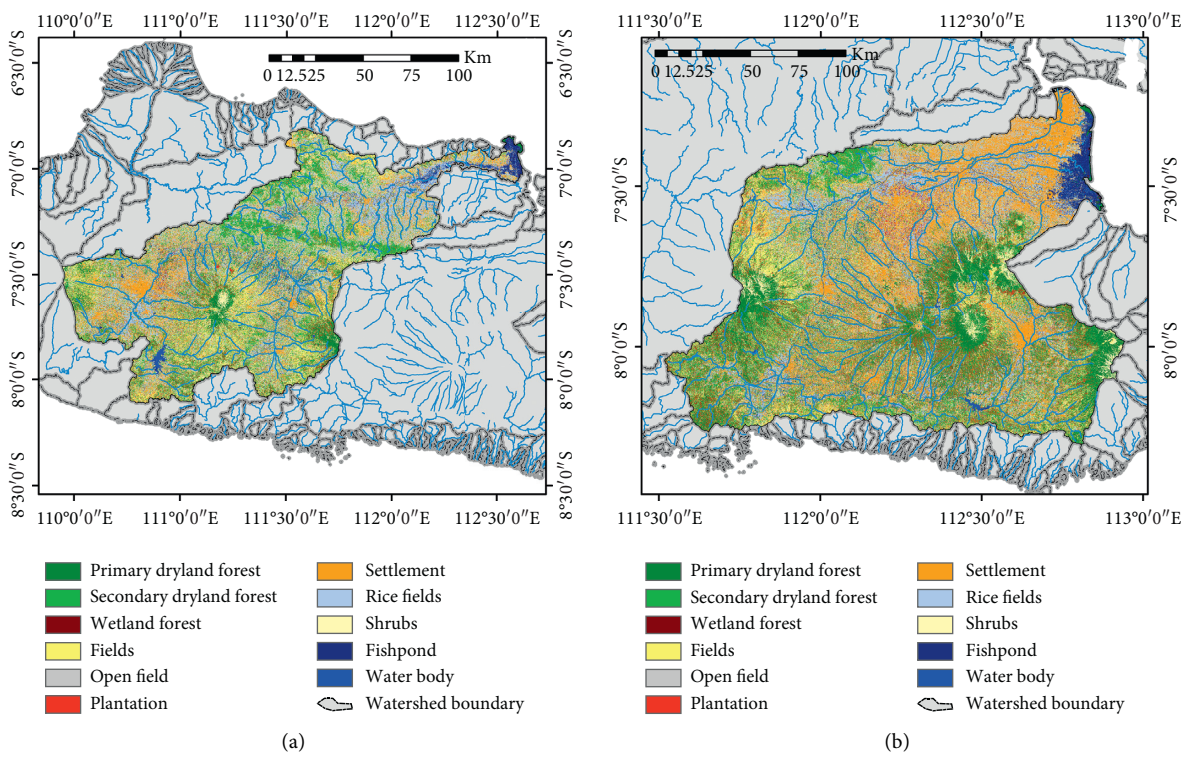 110°0′0″E 111°0′0″E 111°30′0″E 112°0′0″E 112°30′0″E
6°30′0″S 7°0′0″S 7°30′0″S 8°0′0″S 8°30′0″S
Km
0 12.525 50 75 100
6°30′0″S 7°0′0″S 7°30′0″S 8°0′0″S 8°30′0″S
110°0′0″E 111°0′0″E 111°30′0″E 112°0′0″E 112°30′0″E
Primary dryland forest
Secondary dryland forest
Wetland forest
Fields
Open field
Plantation
Settlement
Rice fields
Shrubs
Fishpond
Water body
Watershed boundary
(a)
111°30′0″E 112°0′0″E 112°30′0″E 113°0′0″E
7°30′0″S 8°0′0″S
Km
0 12.525 50 75 100
7°30′0″S 8°0′0″S
111°30′0″E 112°0′0″E 112°30′0″E 113°0′0″E
Primary dryland forest
Secondary dryland forest
Wetland forest
Fields
Open field
Plantation
Settlement
Rice fields
Shrubs
Fishpond
Water body
Watershed boundary
(b)